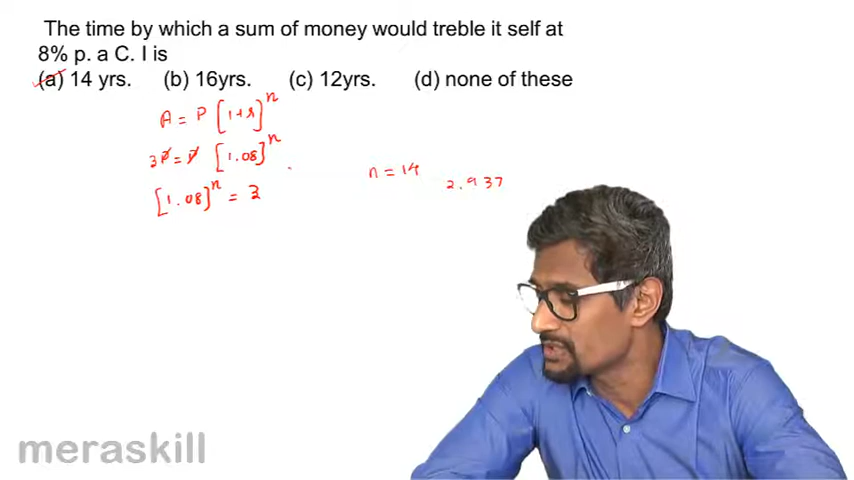 The time by which a sum of money would treble it self at
8% p. a C. I is
(a) 14 yrs. (b) 16yrs. (c) 12yrs. (d) none of these
A = P [1+r]^n
3P = P [1.08]^n
[1.08]^n = 3
n = 14
2.937
meraskill